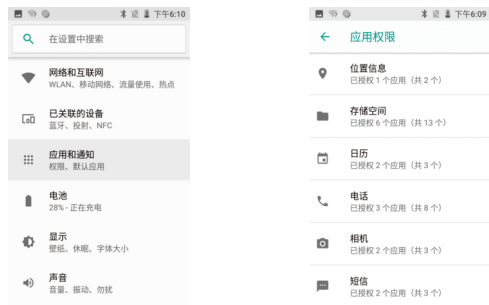 下午6:10
在设置中搜索
网络和互联网
WLAN、移动网络、流量使用、热点
已关联的设备
蓝牙、投射、NFC
应用和通知
权限、默认应用
电池
28% - 正在充电
显示
壁纸、休眠、字体大小
声音
音量、振动、勿扰
下午6:09
应用权限
位置信息
已授权 1 个应用（共 2 个）
存储空间
已授权 6 个应用（共 13 个）
日历
已授权 2 个应用（共 3 个）
电话
已授权 3 个应用（共 8 个）
相机
已授权 2 个应用（共 3 个）
短信
已授权 2 个应用（共 3 个）